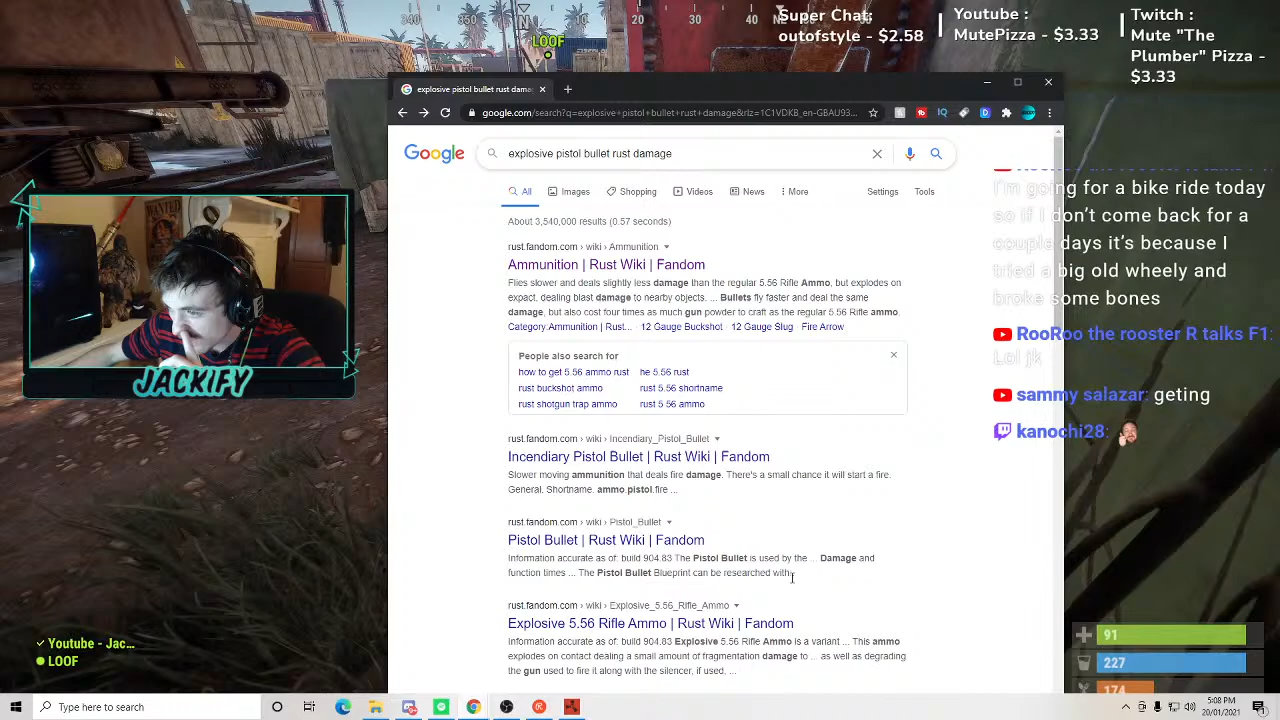 340
350
N
10
20
30
40
LOOF
Super Chat:
outofstyle - $2.58
Youtube :
MutePizza - $3.33
Twitch :
Mute "The
Plumber" Pizza -
$3.33
explosive pistol bullet rust dama
google.com/search?q=explosive+pistol+bullet+rust+damage&rlz=1C1VDKB_en-GBAU93...
Google
explosive pistol bullet rust damage
All Images Shopping Videos News More Settings Tools
About 3,540,000 results (0.57 seconds)
rust.fandom.com › wiki › Ammunition
Ammunition | Rust Wiki | Fandom
Flies slower and deals slightly less damage than the regular 5.56 Rifle Ammo, but explodes on
expact, dealing blast damage to nearby objects. ... Bullets fly faster and deal the same
damage, but also cost four times as much gun powder to craft as the regular 5.56 Rifle ammo.
Category:Ammunition | Rust... · 12 Gauge Buckshot · 12 Gauge Slug · Fire Arrow
People also search for
how to get 5.56 ammo rust he 5.56 rust
rust buckshot ammo rust 5.56 shortname
rust shotgun trap ammo rust 5 56 ammo
rust.fandom.com › wiki › Incendiary_Pistol_Bullet
Incendiary Pistol Bullet | Rust Wiki | Fandom
Slower moving ammunition that deals fire damage. There's a small chance it will start a fire.
General. Shortname. ammo.pistol.fire ...
rust.fandom.com › wiki › Pistol_Bullet
Pistol Bullet | Rust Wiki | Fandom
Information accurate as of: build 904.83 The Pistol Bullet is used by the ... Damage and
function times ... The Pistol Bullet Blueprint can be researched with
rust.fandom.com › wiki › Explosive_5.56_Rifle_Ammo
Explosive 5.56 Rifle Ammo | Rust Wiki | Fandom
Information accurate as of: build 904.83 Explosive 5.56 Rifle Ammo is a variant ... This ammo
explodes on contact dealing a small amount of fragmentation damage to ... as well as degrading
the gun used to fire it along with the silencer, if used, ...
I'm going for a bike ride today
so if I don't come back for a
couple days it's because I
tried a big old wheely and
broke some bones
RooRoo the rooster R talks F1:
Lol jk
sammy salazar: geting
kanochi28:
WANTED
JACKIFY
Youtube - Jac...
LOOF
91
227
174
Type here to search
5:08 PM
20/01/2021